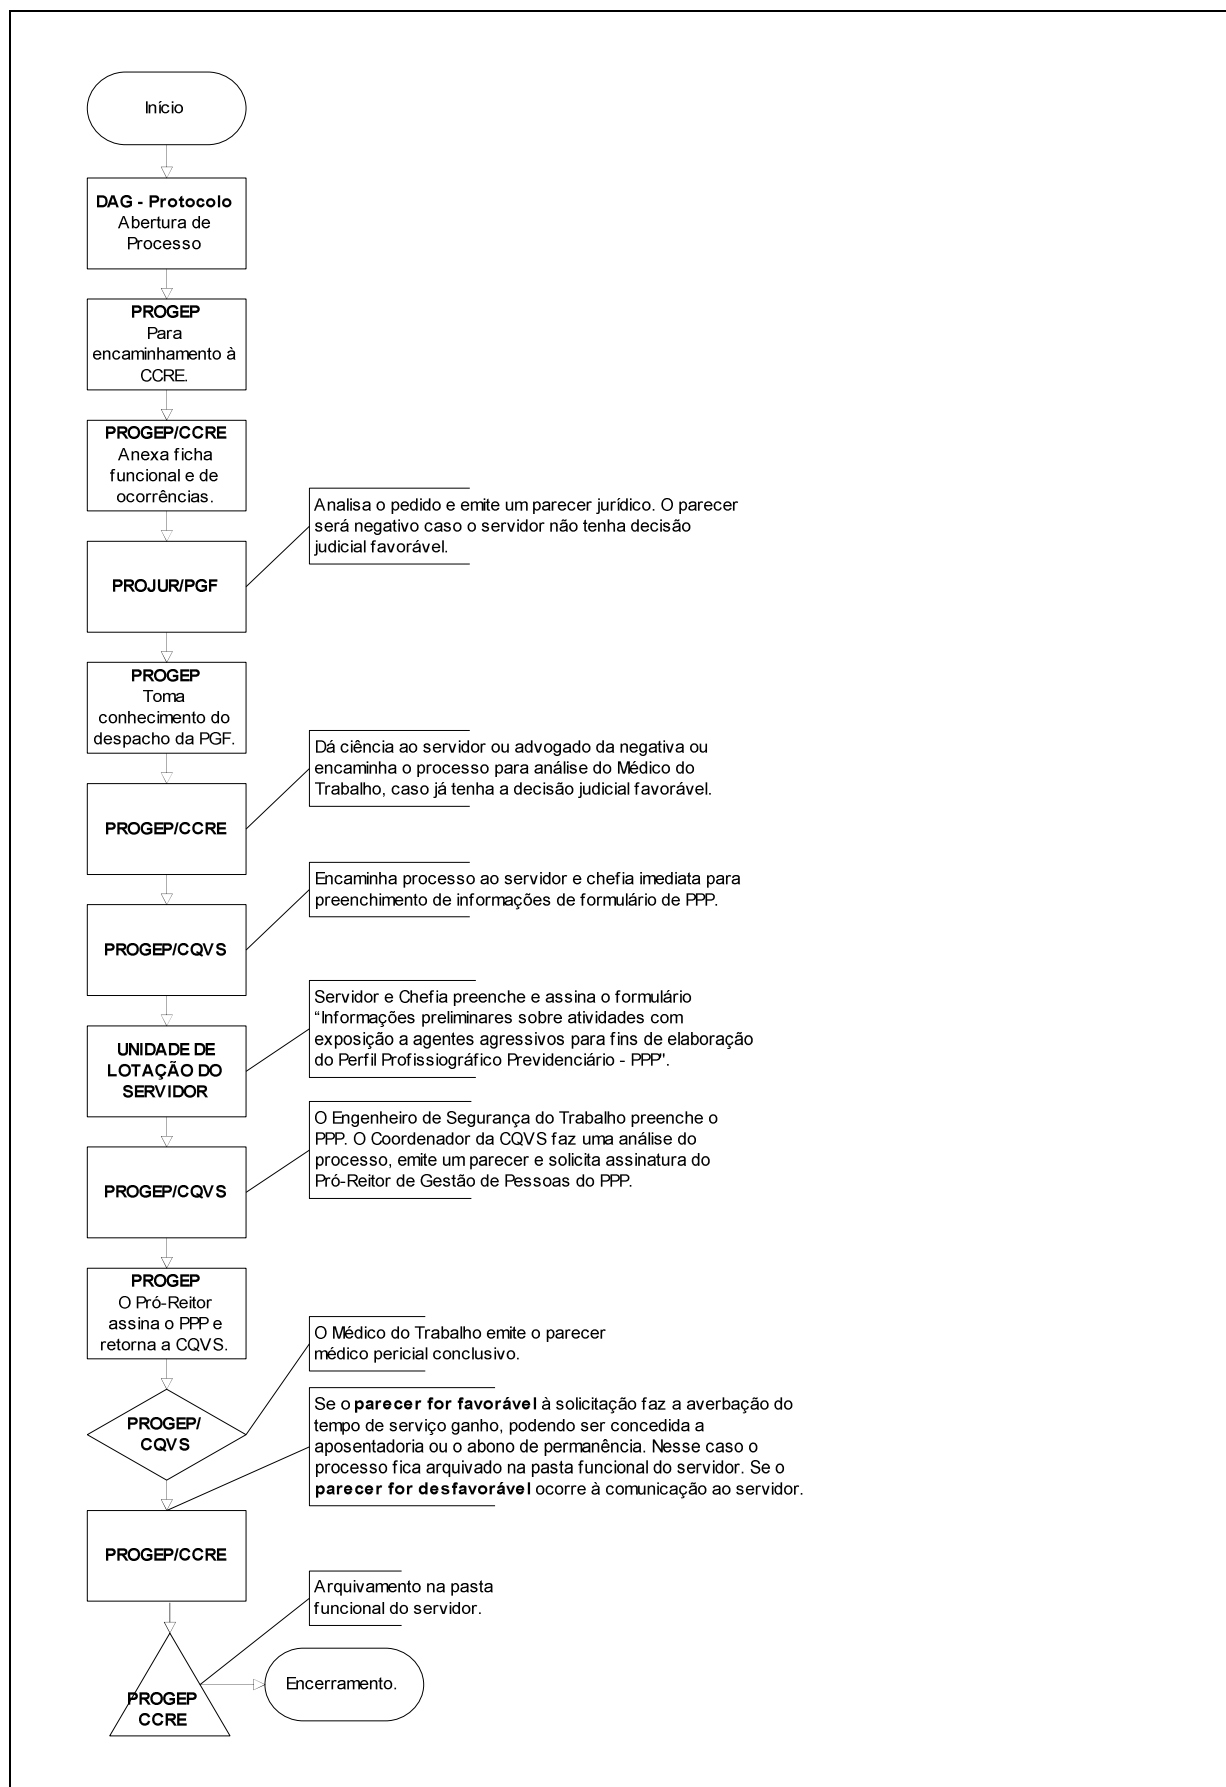 Início
DAG - Protocolo
Abertura de
Processo
PROGEP
Para
encaminhamento à
CCRE.
PROGEP/CCRE
Anexa ficha
funcional e de
ocorrências.
Analisa o pedido e emite um parecer jurídico. O parecer
será negativo caso o servidor não tenha decisão
judicial favorável.
PROJUR/PGF
PROGEP
Toma
conhecimento do
despacho da PGF.
Dá ciência ao servidor ou advogado da negativa ou
encaminha o processo para análise do Médico do
Trabalho, caso já tenha a decisão judicial favorável.
PROGEP/CCRE
Encaminha processo ao servidor e chefia imediata para
preenchimento de informações de formulário de PPP.
PROGEP/CQVS
Servidor e Chefia preenche e assina o formulário
“Informações preliminares sobre atividades com
exposição a agentes agressivos para fins de elaboração
do Perfil Profissiográfico Previdenciário - PPP”.
UNIDADE DE
LOTAÇÃO DO
SERVIDOR
O Engenheiro de Segurança do Trabalho preenche o
PPP. O Coordenador da CQVS faz uma análise do
processo, emite um parecer e solicita assinatura do
Pró-Reitor de Gestão de Pessoas do PPP.
PROGEP/CQVS
PROGEP
O Pró-Reitor
assina o PPP e
retorna a CQVS.
O Médico do Trabalho emite o parecer
médico pericial conclusivo.
PROGEP/
CQVS
Se o parecer for favorável à solicitação faz a averbação do
tempo de serviço ganho, podendo ser concedida a
aposentadoria ou o abono de permanência. Nesse caso o
processo fica arquivado na pasta funcional do servidor. Se o
parecer for desfavorável ocorre à comunicação ao servidor.
PROGEP/CCRE
Arquivamento na pasta
funcional do servidor.
PROGEP
CCRE
Encerramento.